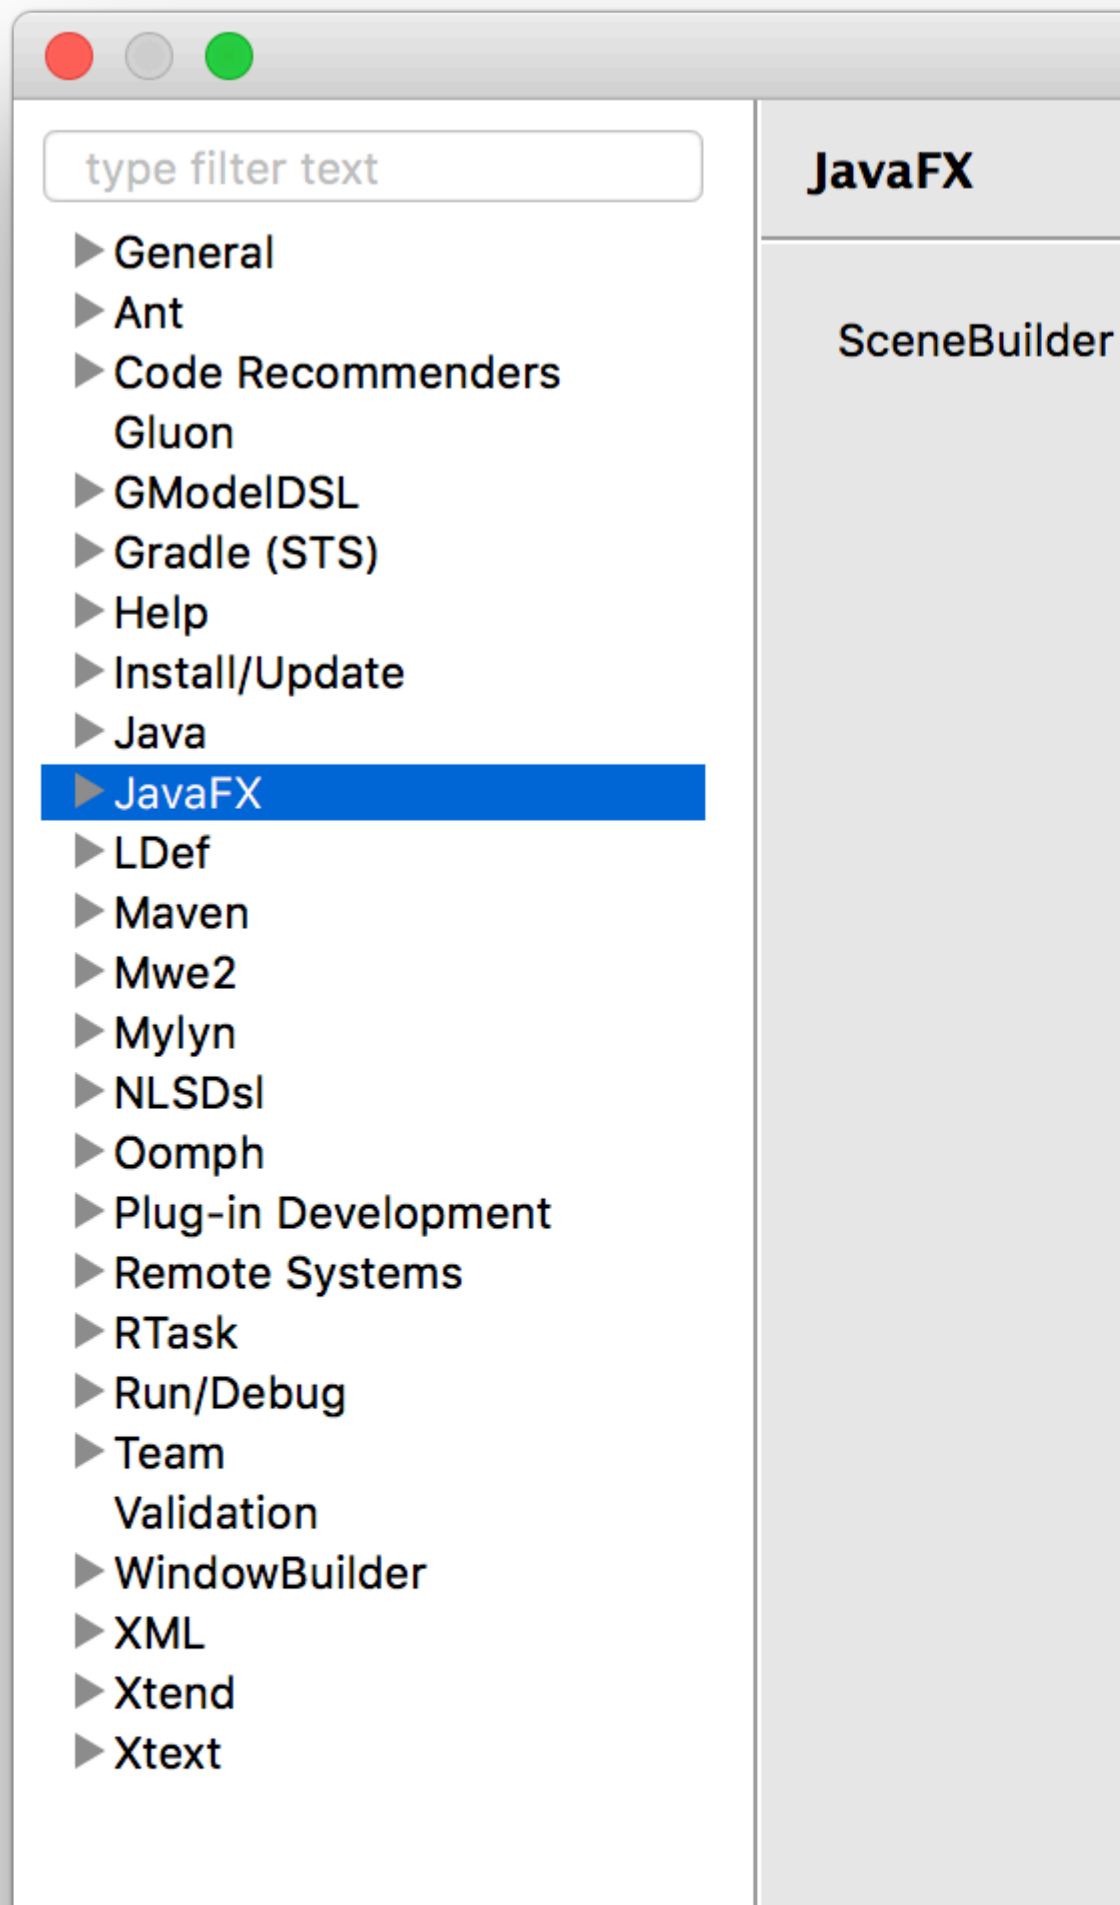 type filter text
General
Ant
Code Recommenders
Gluon
GModelDSL
Gradle (STS)
Help
Install/Update
Java
JavaFX
LDef
Maven
Mwe2
Mylyn
NLSDsl
Oomph
Plug-in Development
Remote Systems
RTask
Run/Debug
Team
Validation
WindowBuilder
XML
Xtend
Xtext
JavaFX
SceneBuilder